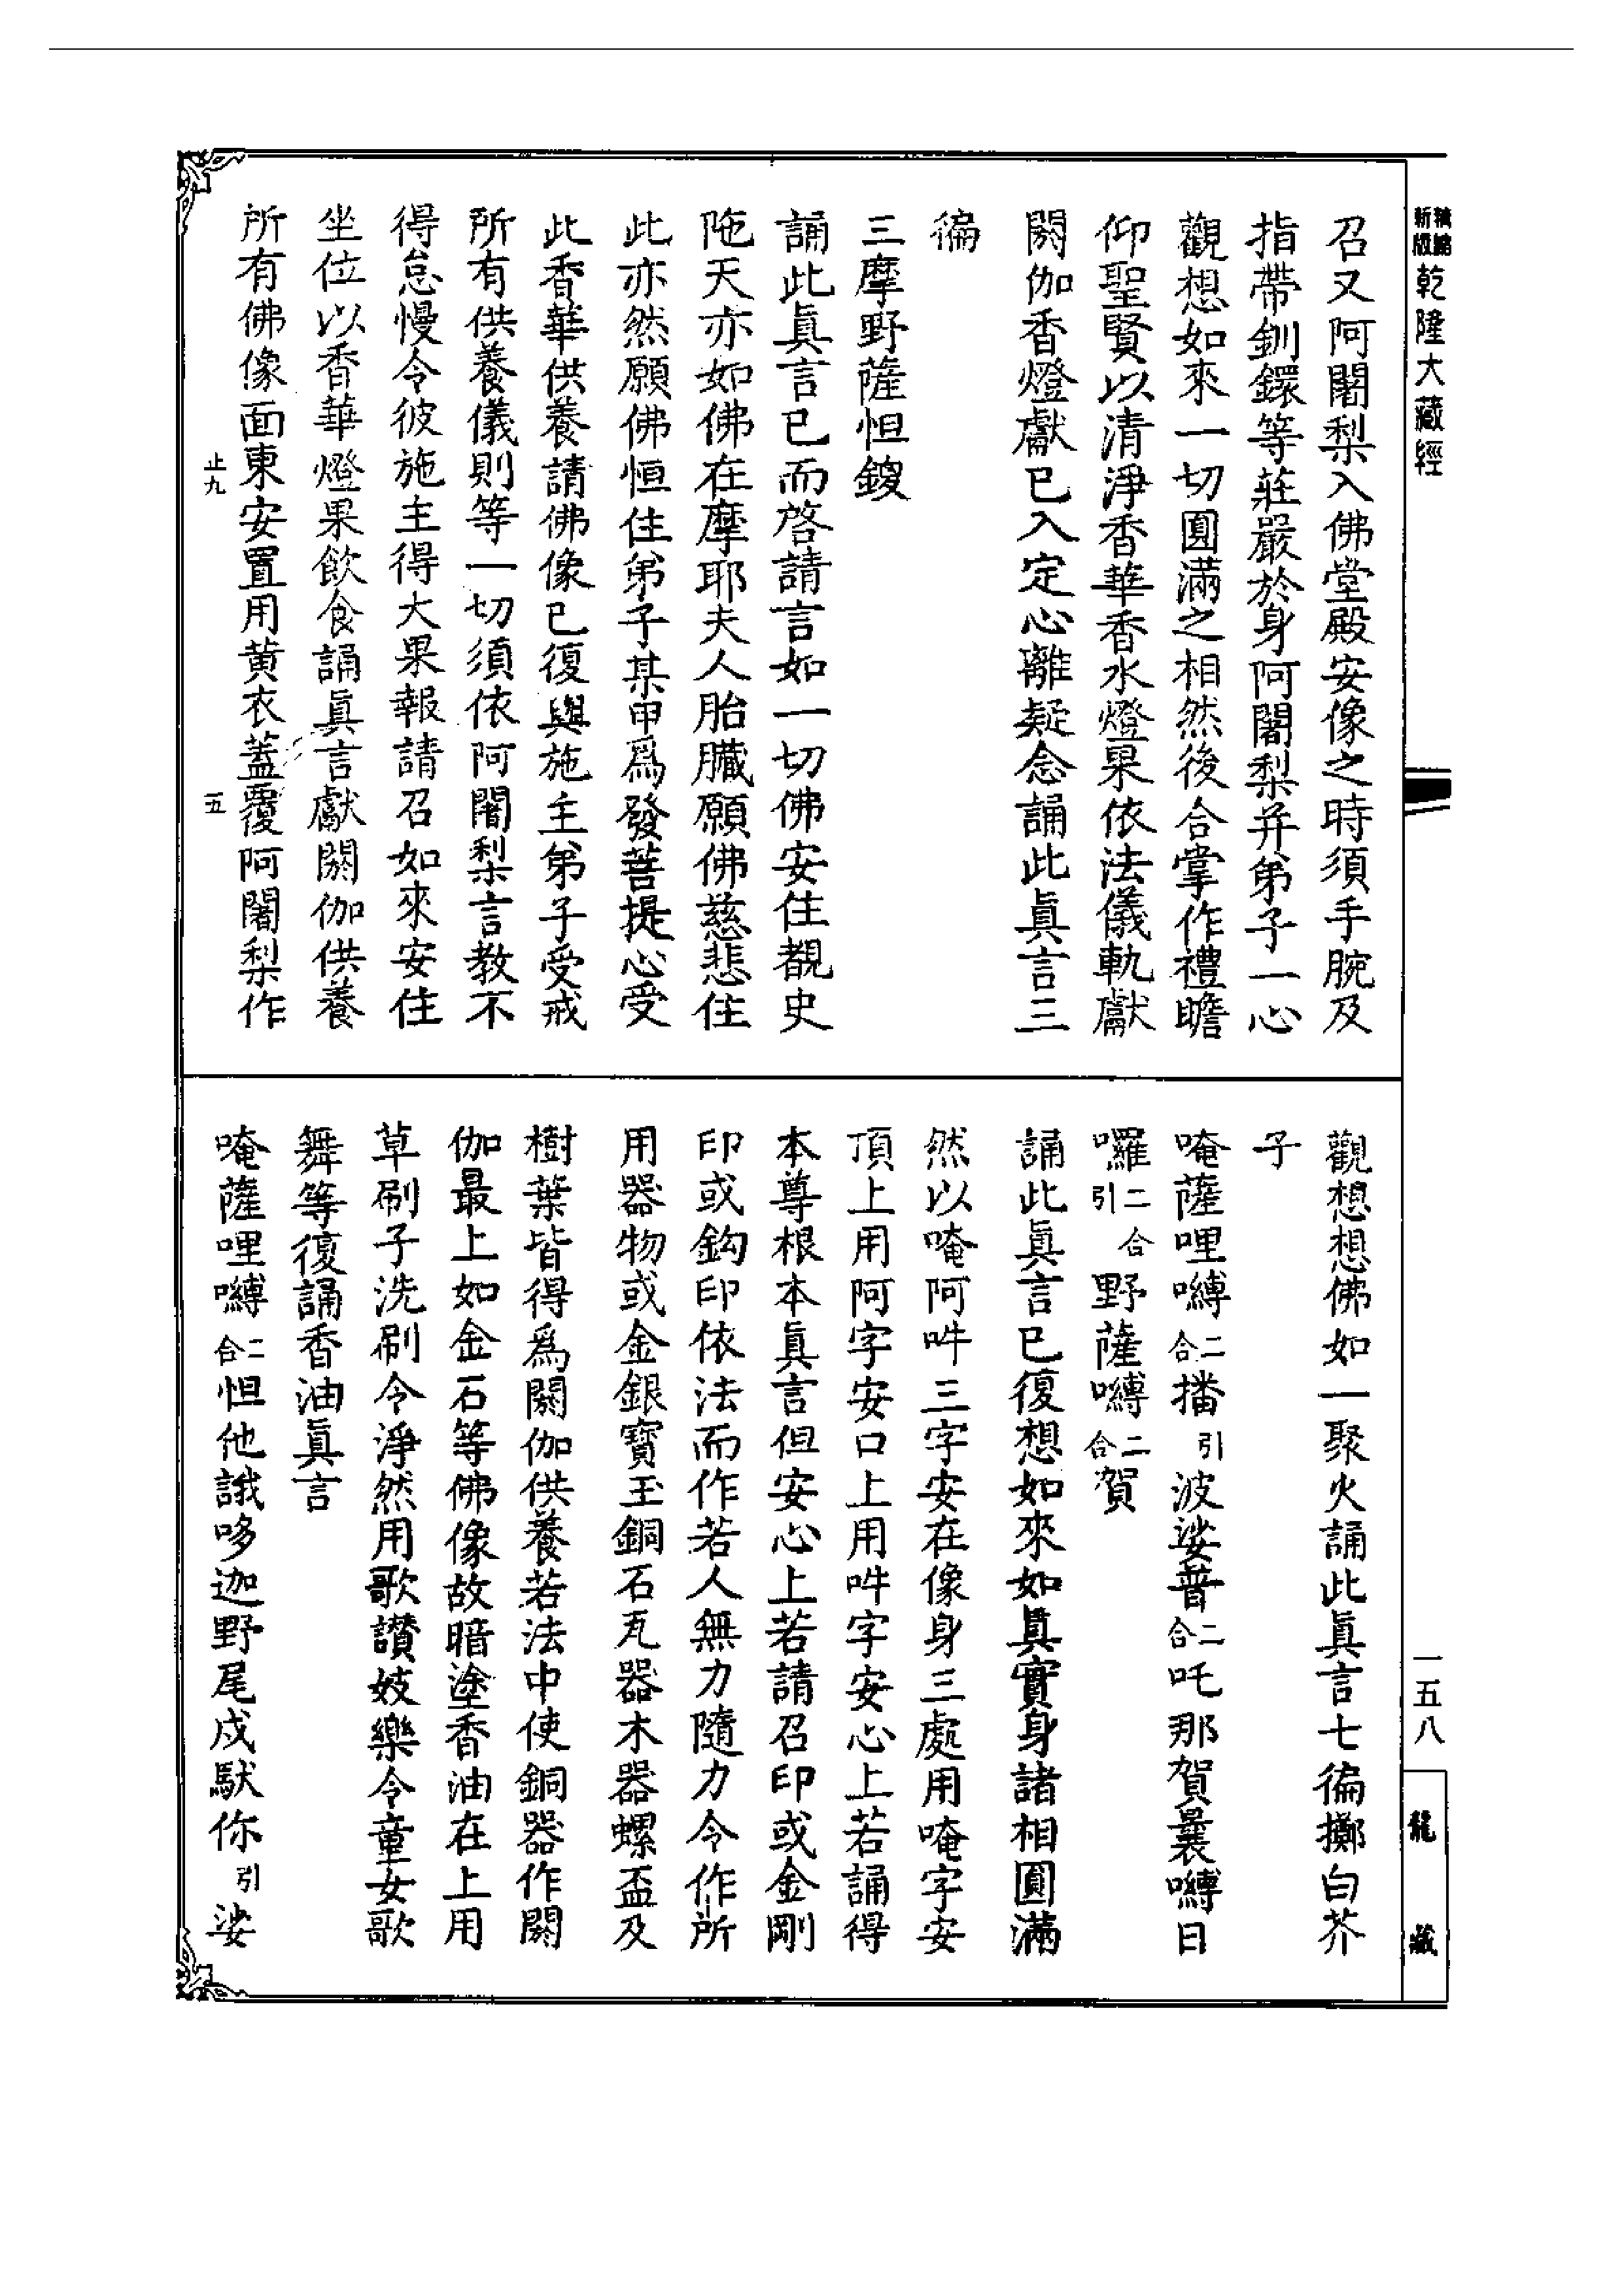 精繪
新版
乾隆大藏經
召又阿闍梨入佛堂殿安像之時須手腕及
指帶釧鐶等莊嚴於身阿闍梨并弟子一心
觀想如來一切圓滿之相然後合掌作禮瞻
仰聖賢以清淨香華香水燈果依法儀軌獻
閼伽香燈獻已入定心離疑念誦此眞言三
徧
三摩野薩怛鑁
誦此眞言已而啓請言如一切佛安住覩史
陁天亦如佛在摩耶夫人胎臟願佛慈悲住
此亦然願佛恒住弟子某甲爲發菩提心受
此香華供養請佛像已復與施主弟子受戒
所有供養儀則等一切須依阿闍梨言教不
得怠慢令彼施主得大果報請召如來安住
坐位以香華燈果飲食誦眞言獻閼伽供養
所有佛像面東安置用黃衣蓋覆阿闍梨作
止九
五
觀想想佛如一聚火誦此眞言七徧擲白芥
子
唵薩哩嚩二合播引波娑普二合吒那賀曩嚩日
囉二合引野薩嚩二合賀
誦此眞言已復想如來如眞實身諸相圓滿
然以唵阿吽三字安在像身三處用唵字安
頂上用阿字安口上用吽字安心上若誦得
本尊根本眞言但安心上若請召印或金剛
印或鈎印依法而作若人無力隨力令作所
用器物或金銀寶玉銅石瓦器木器螺盃及
樹葉皆得爲閼伽供養若法中使銅器作閼
伽最上如金石等佛像故暗塗香油在上用
草刷子洗刷令淨然用歌讃妓樂令童女歌
舞等復誦香油眞言
唵薩哩嚩二合怛他誐哆迦野尾戍馱你引娑
一五八
龍藏